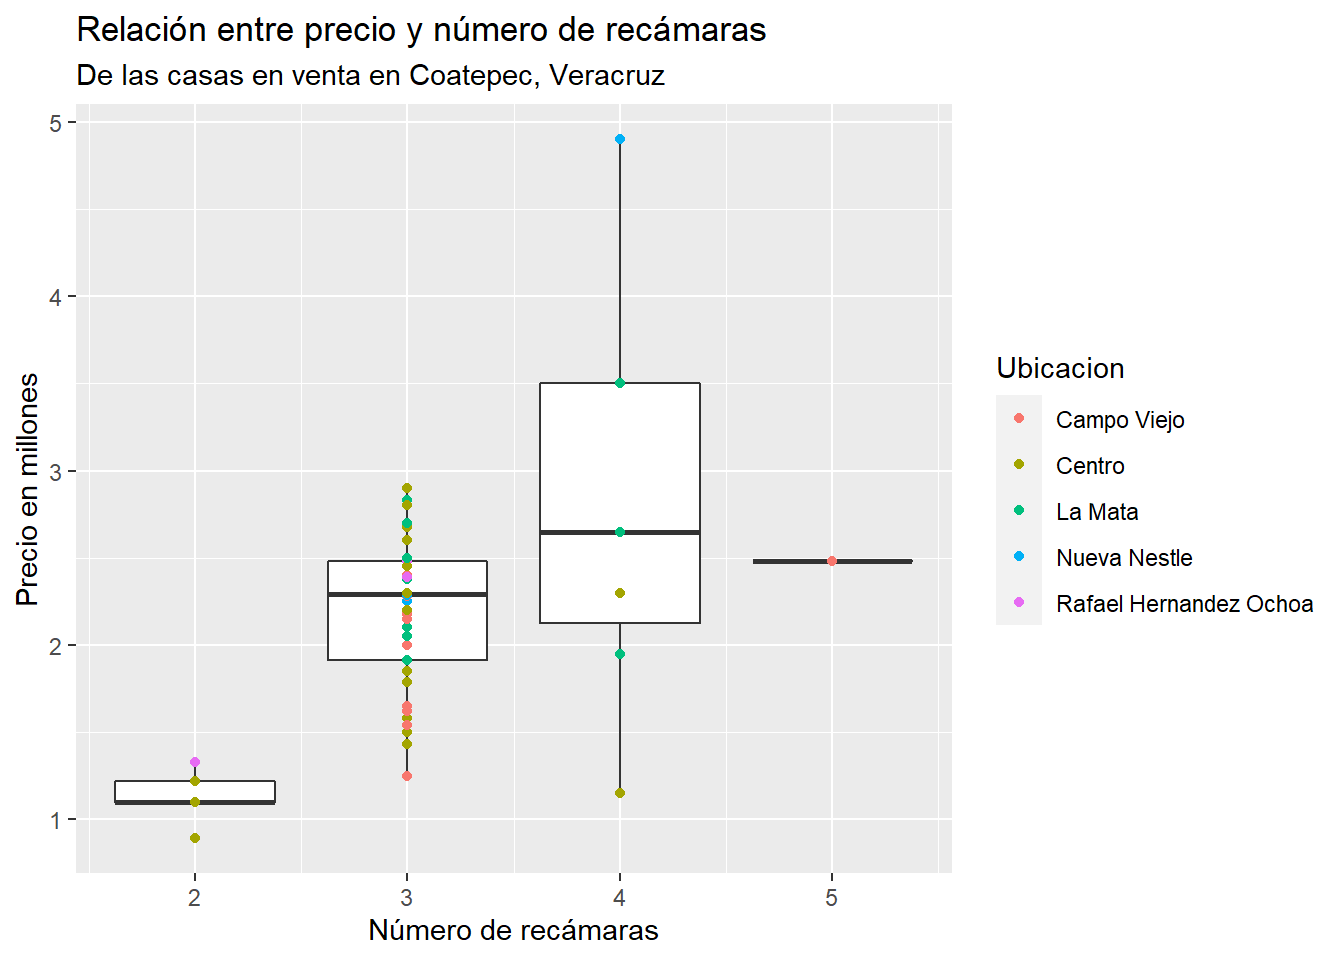 Relación entre precio y número de recámaras
De las casas en venta en Coatepec, Veracruz
Precio en millones
5
4
3
2
1
2 3 4 5
Número de recámaras
Ubicacion
Campo Viejo
Centro
La Mata
Nueva Nestle
Rafael Hernandez Ochoa